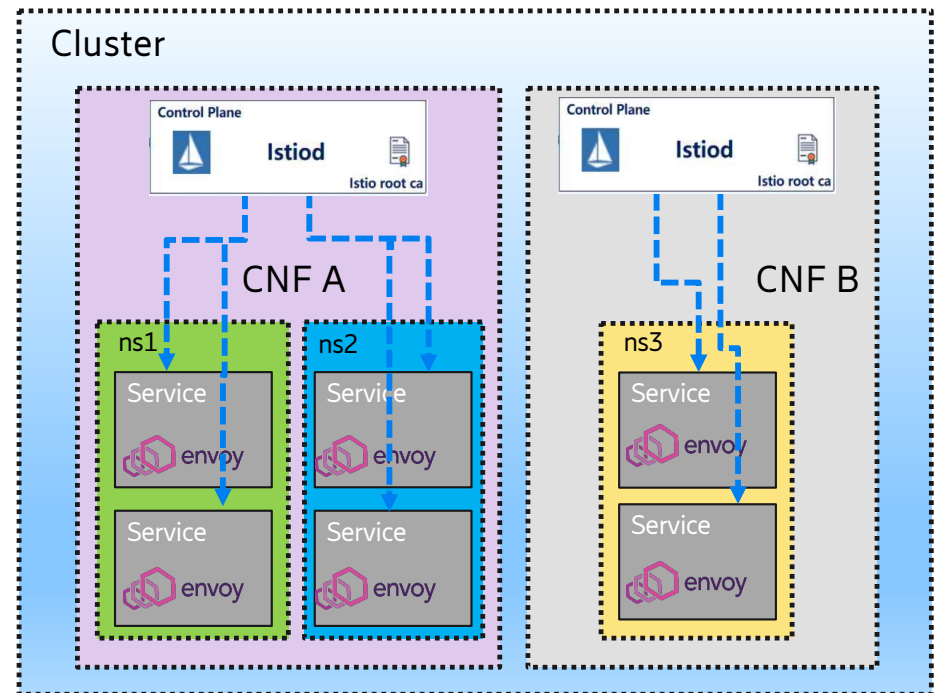 Cluster
Control Plane
Istiod
Istio root ca
CNF A
ns1
Service
envoy
Service
envoy
ns2
Service
envoy
Service
envoy
Control Plane
Istiod
Istio root ca
CNF B
ns3
Service
envoy
Service
envoy